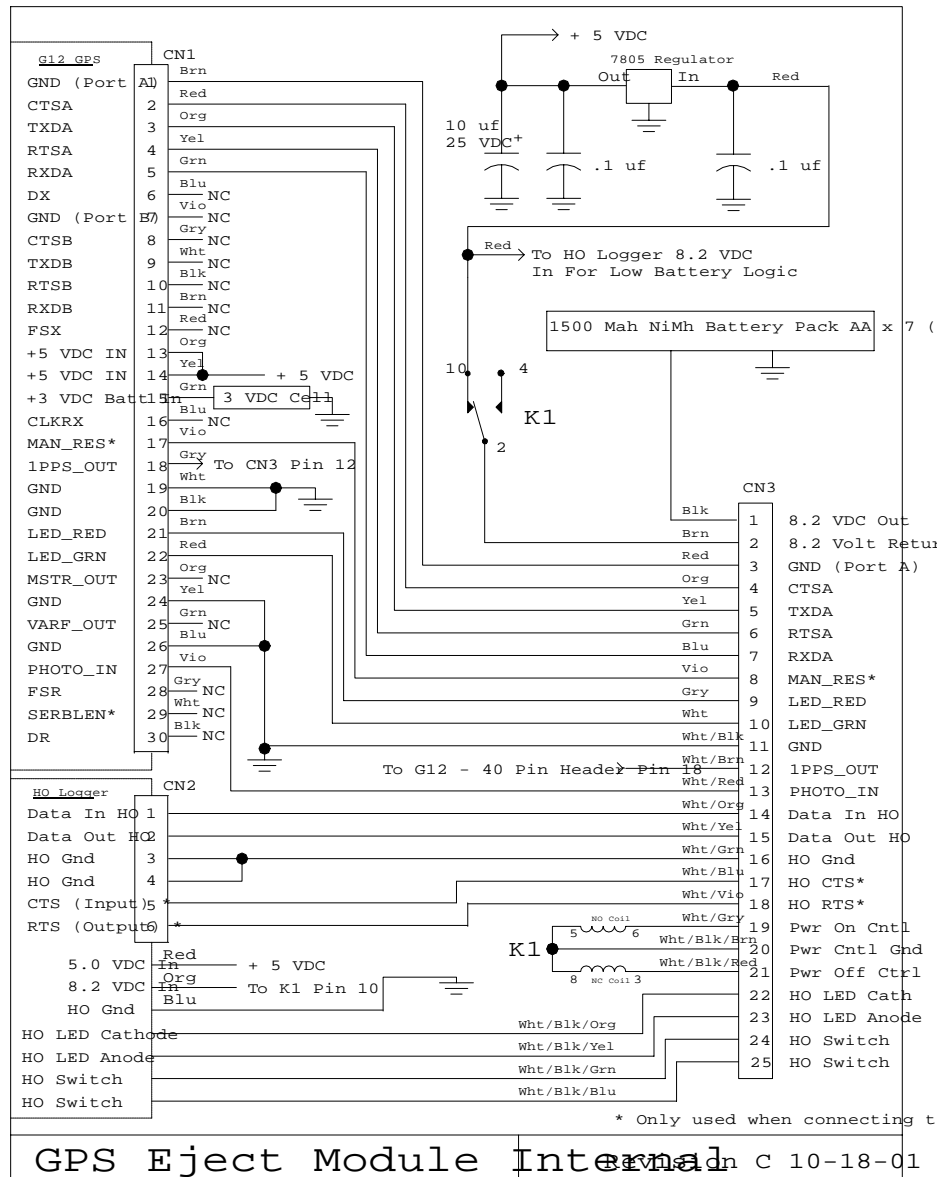 + 5 VDC
7805 Regulator
Out In Red
10 uf
25 VDC +
.1 uf
.1 uf
Red To HO Logger 8.2 VDC
In For Low Battery Logic
1500 Mah NiMh Battery Pack AA x 7 (
10 4
K1
2
G12 GPS CN1
GND (Port A) 1 Brn
CTSA 2 Red
TXDA 3 Org
RTSA 4 Yel
RXDA 5 Grn
DX 6 Blu NC
GND (Port B) 7 Vio NC
CTSB 8 Gry NC
TXDB 9 Wht NC
RTSB 10 Blk NC
RXDB 11 Brn NC
FSX 12 Red NC
+5 VDC IN 13 Org
+5 VDC IN 14 Yel + 5 VDC
+3 VDC Batt In 15 Grn 3 VDC Cell
CLKRX 16 Blu NC
MAN_RES* 17 Vio
1PPS_OUT 18 Gry To CN3 Pin 12
GND 19 Wht
GND 20 Blk
LED_RED 21 Brn
LED_GRN 22 Red
MSTR_OUT 23 Org NC
GND 24 Yel
VARF_OUT 25 Grn NC
GND 26 Blu
PHOTO_IN 27 Vio
FSR 28 Gry NC
SERBLEN* 29 Wht NC
DR 30 Blk NC
HO Logger CN2
Data In HO 1
Data Out HO 2
HO Gnd 3
HO Gnd 4
CTS (Input) * 5
RTS (Output) * 6
5.0 VDC In Red + 5 VDC
8.2 VDC In Org To K1 Pin 10
HO Gnd Blu
HO LED Cathode Wht/Blk/Org
HO LED Anode Wht/Blk/Yel
HO Switch Wht/Blk/Grn
HO Switch Wht/Blk/Blu
CN3
Blk 1 8.2 VDC Out
Brn 2 8.2 Volt Retur
Red 3 GND (Port A)
Org 4 CTSA
Yel 5 TXDA
Grn 6 RTSA
Blu 7 RXDA
Vio 8 MAN_RES*
Gry 9 LED_RED
Wht 10 LED_GRN
Wht/Blk 11 GND
To G12 - 40 Pin Header Pin 18 Wht/Brn 12 1PPS_OUT
Wht/Red 13 PHOTO_IN
Wht/Org 14 Data In HO
Wht/Yel 15 Data Out HO
Wht/Grn 16 HO Gnd
Wht/Blu 17 HO CTS*
Wht/Vio 18 HO RTS*
5 NO Coil 6 Wht/Gry 19 Pwr On Cntl
K1 Wht/Blk/Brn 20 Pwr Cntl Gnd
8 NC Coil 3 Wht/Blk/Red 21 Pwr Off Ctrl
22 HO LED Cath
23 HO LED Anode
24 HO Switch
25 HO Switch
* Only used when connecting t
GPS Eject Module Internal
Revision C 10-18-01